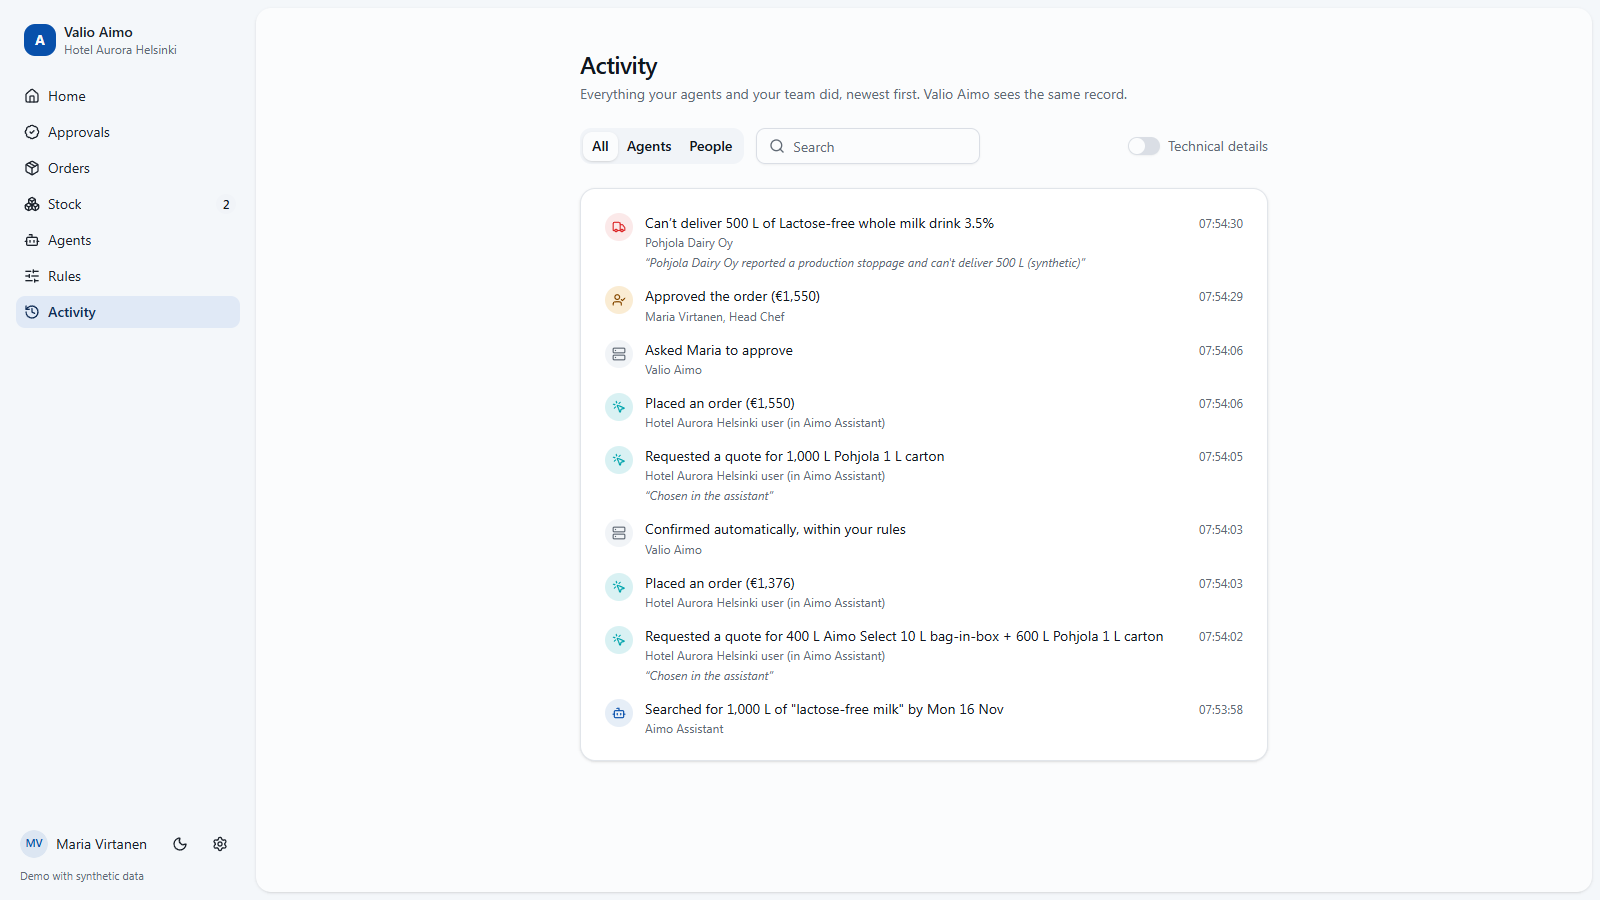 A
Valio Aimo
Hotel Aurora Helsinki
Home
Approvals
Orders
Stock 2
Agents
Rules
Activity
MV Maria Virtanen
Demo with synthetic data
Activity
Everything your agents and your team did, newest first. Valio Aimo sees the same record.
All Agents People Search Technical details
Can't deliver 500 L of Lactose-free whole milk drink 3.5% 07:54:30
Pohjola Dairy Oy
"Pohjola Dairy Oy reported a production stoppage and can't deliver 500 L (synthetic)"
Approved the order (€1,550) 07:54:29
Maria Virtanen, Head Chef
Asked Maria to approve 07:54:06
Valio Aimo
Placed an order (€1,550) 07:54:06
Hotel Aurora Helsinki user (in Aimo Assistant)
Requested a quote for 1,000 L Pohjola 1 L carton 07:54:05
Hotel Aurora Helsinki user (in Aimo Assistant)
"Chosen in the assistant"
Confirmed automatically, within your rules 07:54:03
Valio Aimo
Placed an order (€1,376) 07:54:03
Hotel Aurora Helsinki user (in Aimo Assistant)
Requested a quote for 400 L Aimo Select 10 L bag-in-box + 600 L Pohjola 1 L carton 07:54:02
Hotel Aurora Helsinki user (in Aimo Assistant)
"Chosen in the assistant"
Searched for 1,000 L of "lactose-free milk" by Mon 16 Nov 07:53:58
Aimo Assistant